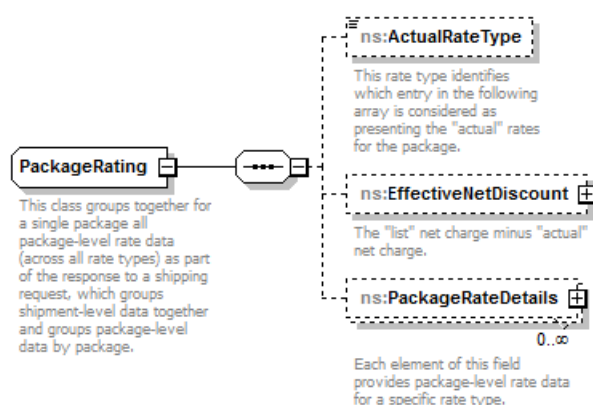 ns:ActualRateType
This rate type identifies
which entry in the following
array is considered as
presenting the "actual" rates
for the package.
PackageRating
This class groups together for
a single package all
package-level rate data
(across all rate types) as part
of the response to a shipping
request, which groups
shipment-level data together
and groups package-level
data by package.
ns:EffectiveNetDiscount
The "list" net charge minus "actual"
net charge.
ns:PackageRateDetails
0..∞
Each element of this field
provides package-level rate data
for a specific rate type.